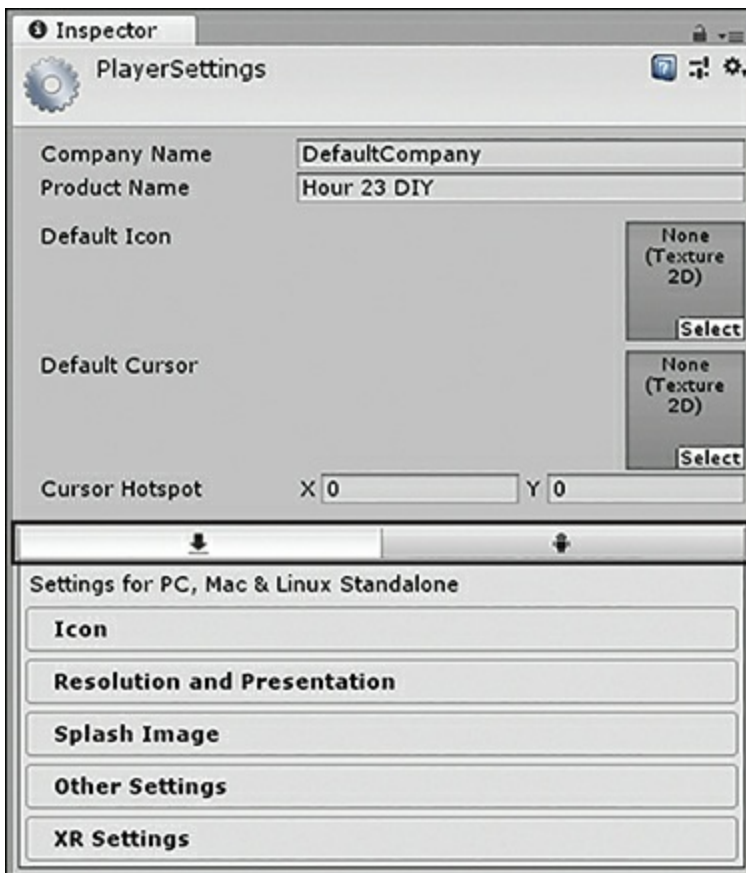 Inspector
PlayerSettings
Company Name DefaultCompany
Product Name Hour 23 DIY
Default Icon
None
(Texture
2D)
Select
Default Cursor
None
(Texture
2D)
Select
Cursor Hotspot X 0 Y 0
Settings for PC, Mac & Linux Standalone
Icon
Resolution and Presentation
Splash Image
Other Settings
XR Settings